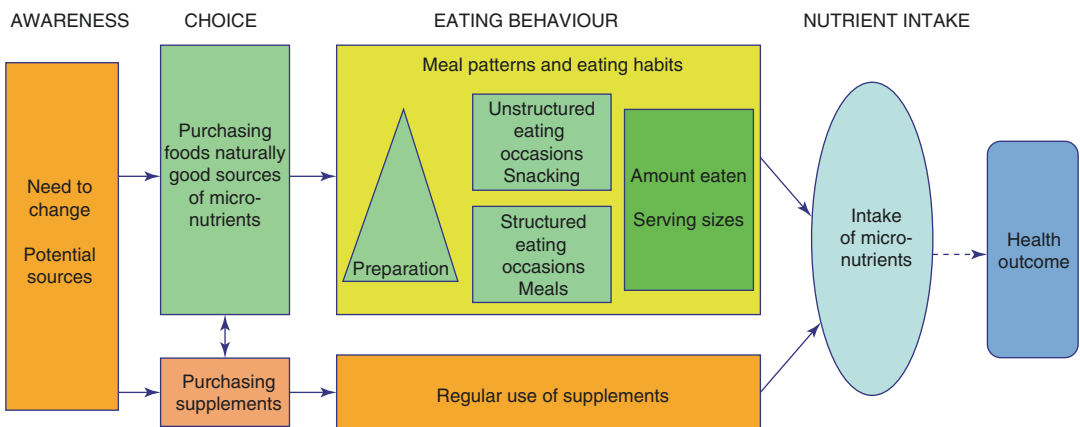 AWARENESS
CHOICE
EATING BEHAVIOUR
NUTRIENT INTAKE
Need to
change
Potential
sources
Purchasing
foods naturally
good sources
of micro-
nutrients
Purchasing
supplements
Meal patterns and eating habits
Preparation
Unstructured
eating
occasions
Snacking
Structured
eating
occasions
Meals
Amount eaten
Serving sizes
Regular use of supplements
Intake
of micro-
nutrients
Health
outcome